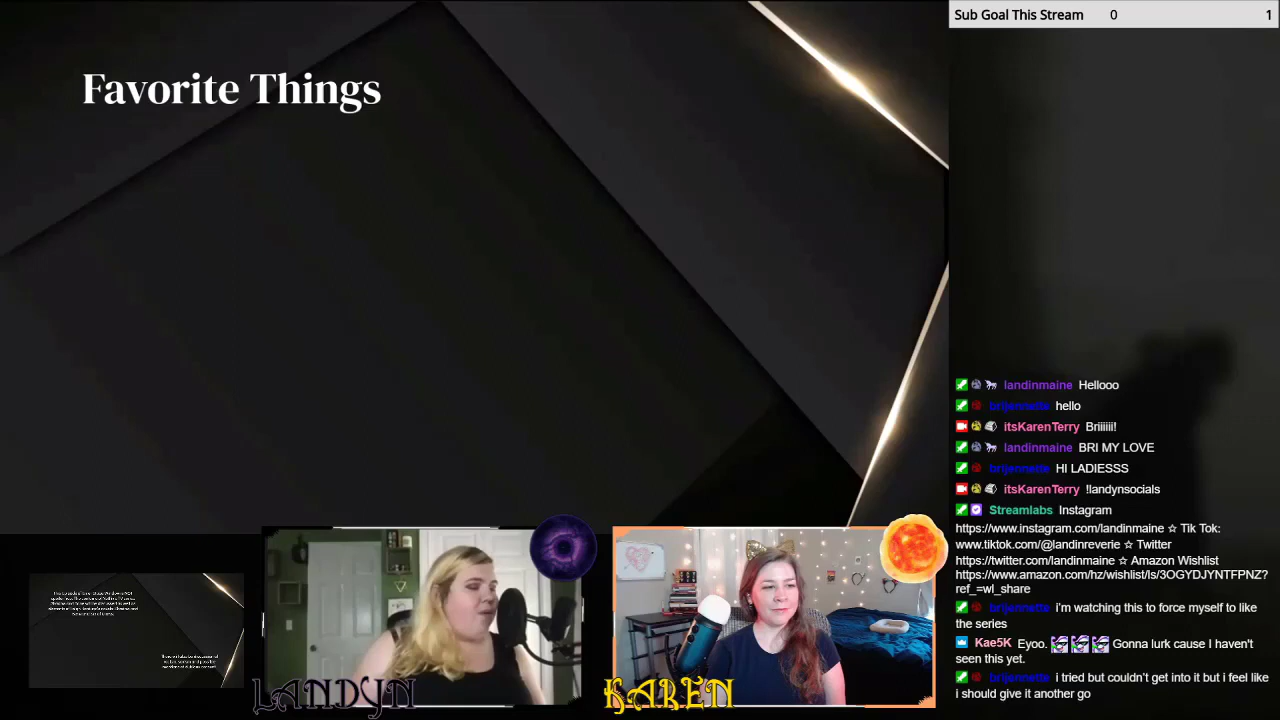 Sub Goal This Stream 0 1
Favorite Things
landinmaine Hellooo
brijennette hello
itsKarenTerry Briiiiii!
landinmaine BRI MY LOVE
brijennette HI LADIESSS
itsKarenTerry !landynsocials
Streamlabs Instagram
https://www.instagram.com/landinmaine ☆ Tik Tok:
www.tiktok.com/@landinreverie ☆ Twitter
https://twitter.com/landinmaine ☆ Amazon Wishlist
https://www.amazon.com/hz/wishlist/ls/3OGYDJYNTFPNZ?
ref_=wl_share
brijennette i'm watching this to force myself to like
the series
Kae5K Eyoo. Gonna lurk cause I haven't
seen this yet.
brijennette i tried but couldn't get into it but i feel like
i should give it another go
LANDYN
KAREN